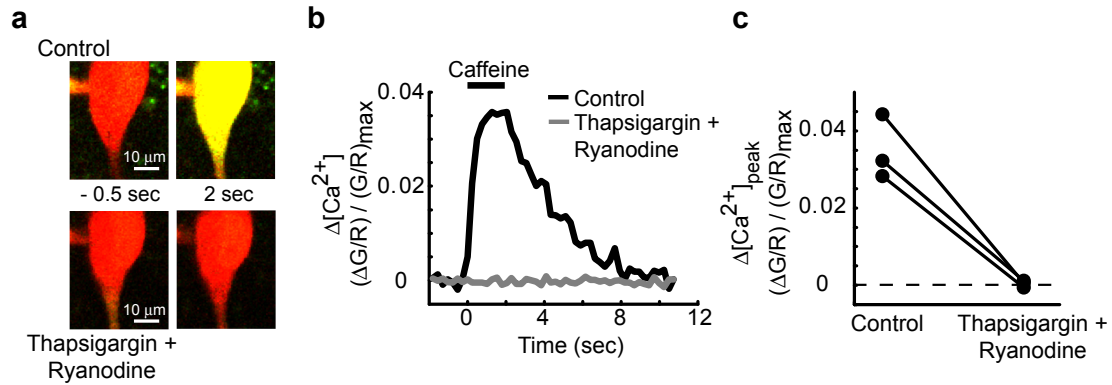 a
Control
10 μm
- 0.5 sec
2 sec
10 μm
Thapsigargin +
Ryanodine
b
Caffeine
Control
Thapsigargin +
Ryanodine
Δ[Ca2+]
(ΔG/R) / (G/R)max
0.04
0.02
0
0
4
8
12
Time (sec)
c
Δ[Ca2+]peak
(ΔG/R) / (G/R)max
0.04
0.02
0
Control
Thapsigargin +
Ryanodine